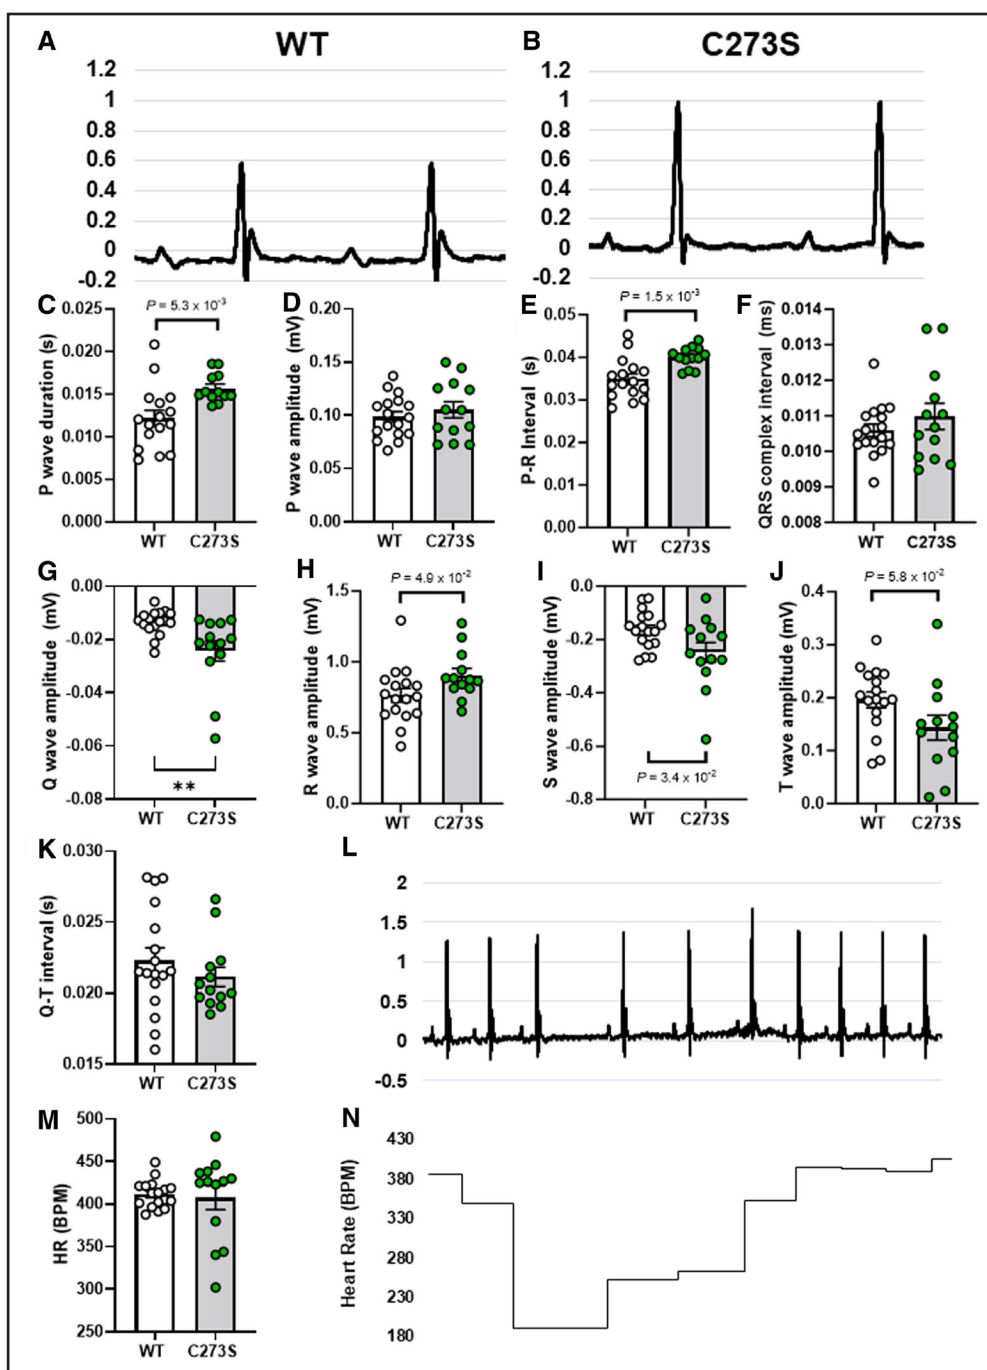 A
WT
B
C273S
1.2
1
0.8
0.6
0.4
0.2
0
-0.2
1.2
1
0.8
0.6
0.4
0.2
0
-0.2
C
P wave duration (s)
0.025
0.020
0.015
0.010
0.005
0.000
P = 5.3 x 10-3
WT
C273S
D
P wave amplitude (mV)
0.20
0.15
0.10
0.05
0.00
WT
C273S
E
P-R Interval (s)
0.05
0.04
0.03
0.02
0.01
0.00
P = 1.5 x 10-3
WT
C273S
F
QRS complex interval (ms)
0.014
0.013
0.012
0.011
0.010
0.009
0.008
WT
C273S
G
Q wave amplitude (mV)
0.00
-0.02
-0.04
-0.06
-0.08
**
WT
C273S
H
R wave amplitude (mV)
1.5
1.0
0.5
0.0
P = 4.9 x 10-2
WT
C273S
I
S wave amplitude (mV)
0.0
-0.2
-0.4
-0.6
-0.8
P = 3.4 x 10-2
WT
C273S
J
T wave amplitude (mV)
0.4
0.3
0.2
0.1
0.0
P = 5.8 x 10-2
WT
C273S
K
Q-T interval (s)
0.030
0.025
0.020
0.015
WT
C273S
L
2
1.5
1
0.5
0
-0.5
M
HR (BPM)
500
450
400
350
300
250
WT
C273S
N
Heart Rate (BPM)
430
380
330
280
230
180